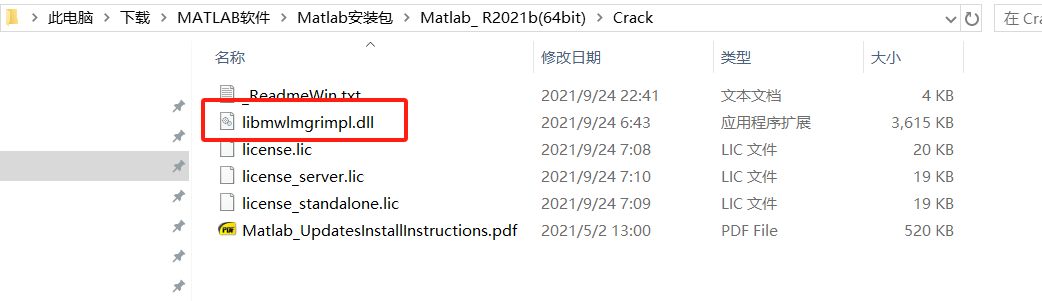 此电脑 > 下载 > MATLAB软件 > Matlab安装包 > Matlab_ R2021b(64bit) > Crack 在 Cra
名称 修改日期 类型 大小
_ReadmeWin.txt 2021/9/24 22:41 文本文档 4 KB
libmwlmgrimpl.dll 2021/9/24 6:43 应用程序扩展 3,615 KB
license.lic 2021/9/24 7:08 LIC 文件 20 KB
license_server.lic 2021/9/24 7:10 LIC 文件 19 KB
license_standalone.lic 2021/9/24 7:09 LIC 文件 19 KB
PDF Matlab_UpdatesInstallInstructions.pdf 2021/5/2 13:00 PDF File 520 KB